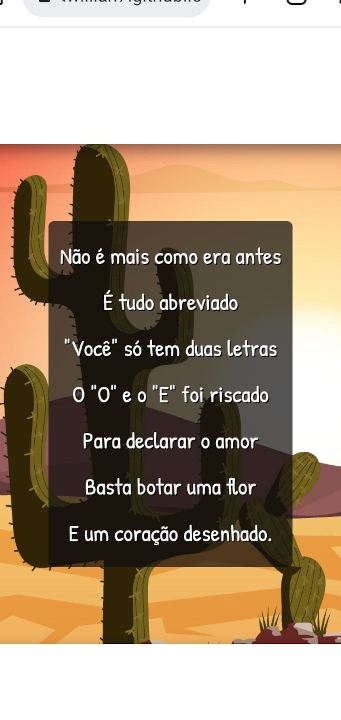 Não é mais como era antes
É tudo abreviado
"Você" só tem duas letras
O "O" e o "E" foi riscado
Para declarar o amor
Basta botar uma flor
E um coração desenhado.